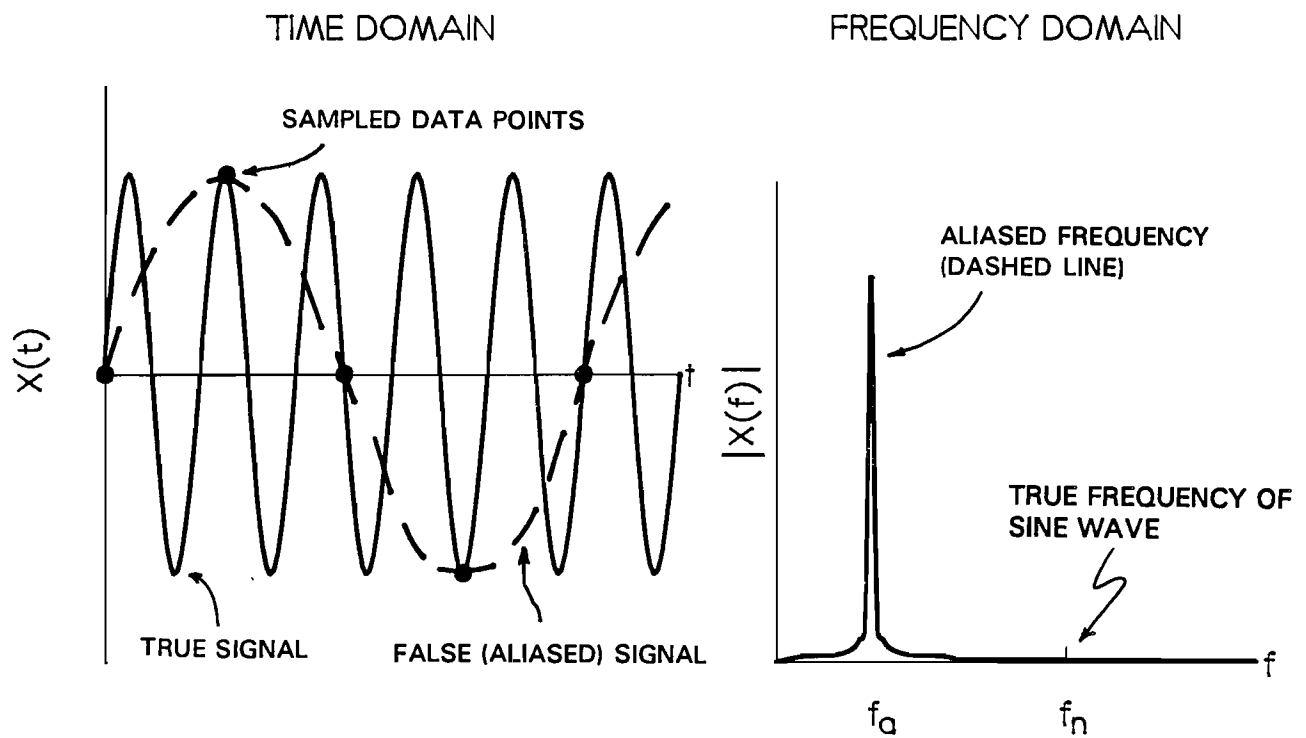 TIME DOMAIN
FREQUENCY DOMAIN
SAMPLED DATA POINTS
X(t)
t
TRUE SIGNAL
FALSE (ALIASED) SIGNAL
|X(f)|
ALIASED FREQUENCY
(DASHED LINE)
TRUE FREQUENCY OF
SINE WAVE
f
fa
fn